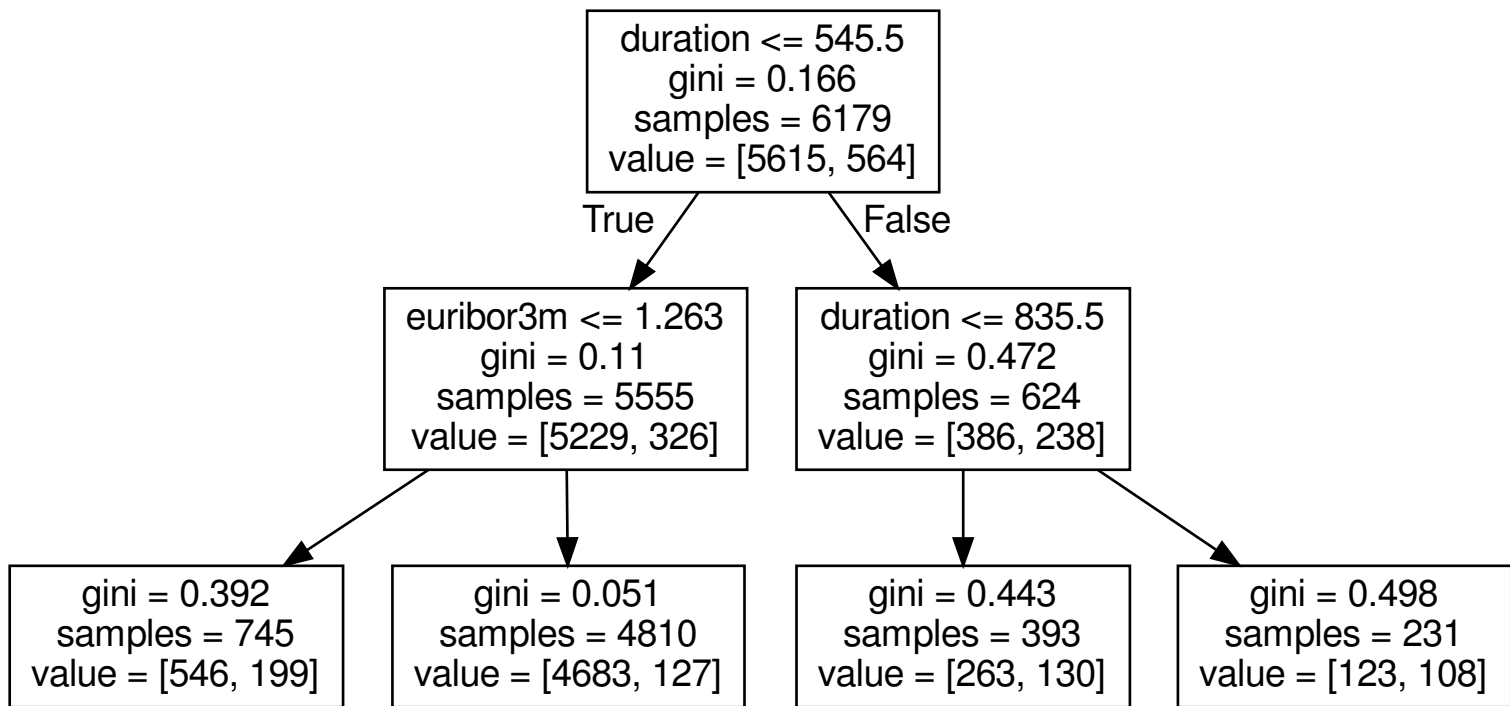 duration <= 545.5
gini = 0.166
samples = 6179
value = [5615, 564]
True
False
euribor3m <= 1.263
gini = 0.11
samples = 5555
value = [5229, 326]
duration <= 835.5
gini = 0.472
samples = 624
value = [386, 238]
gini = 0.392
samples = 745
value = [546, 199]
gini = 0.051
samples = 4810
value = [4683, 127]
gini = 0.443
samples = 393
value = [263, 130]
gini = 0.498
samples = 231
value = [123, 108]